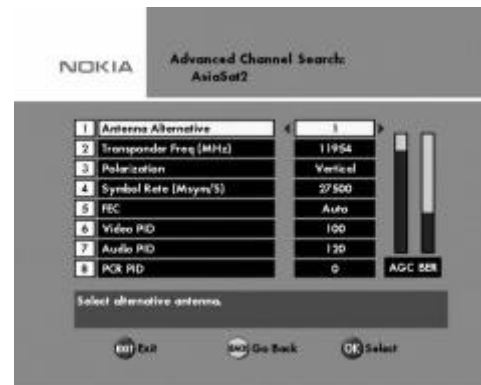 NOKIA
Advanced Channel Search:
AsiaSat2
1 Antenna Alternative 1
2 Transponder Freq (MHz) 11954
3 Polarization Vertical
4 Symbol Rate (Msym/S) 27500
5 FEC Auto
6 Video PID 100
7 Audio PID 120
8 PCR PID 0
AGC BER
Select alternative antenna.
EXIT Exit BACK Go Back OK Select